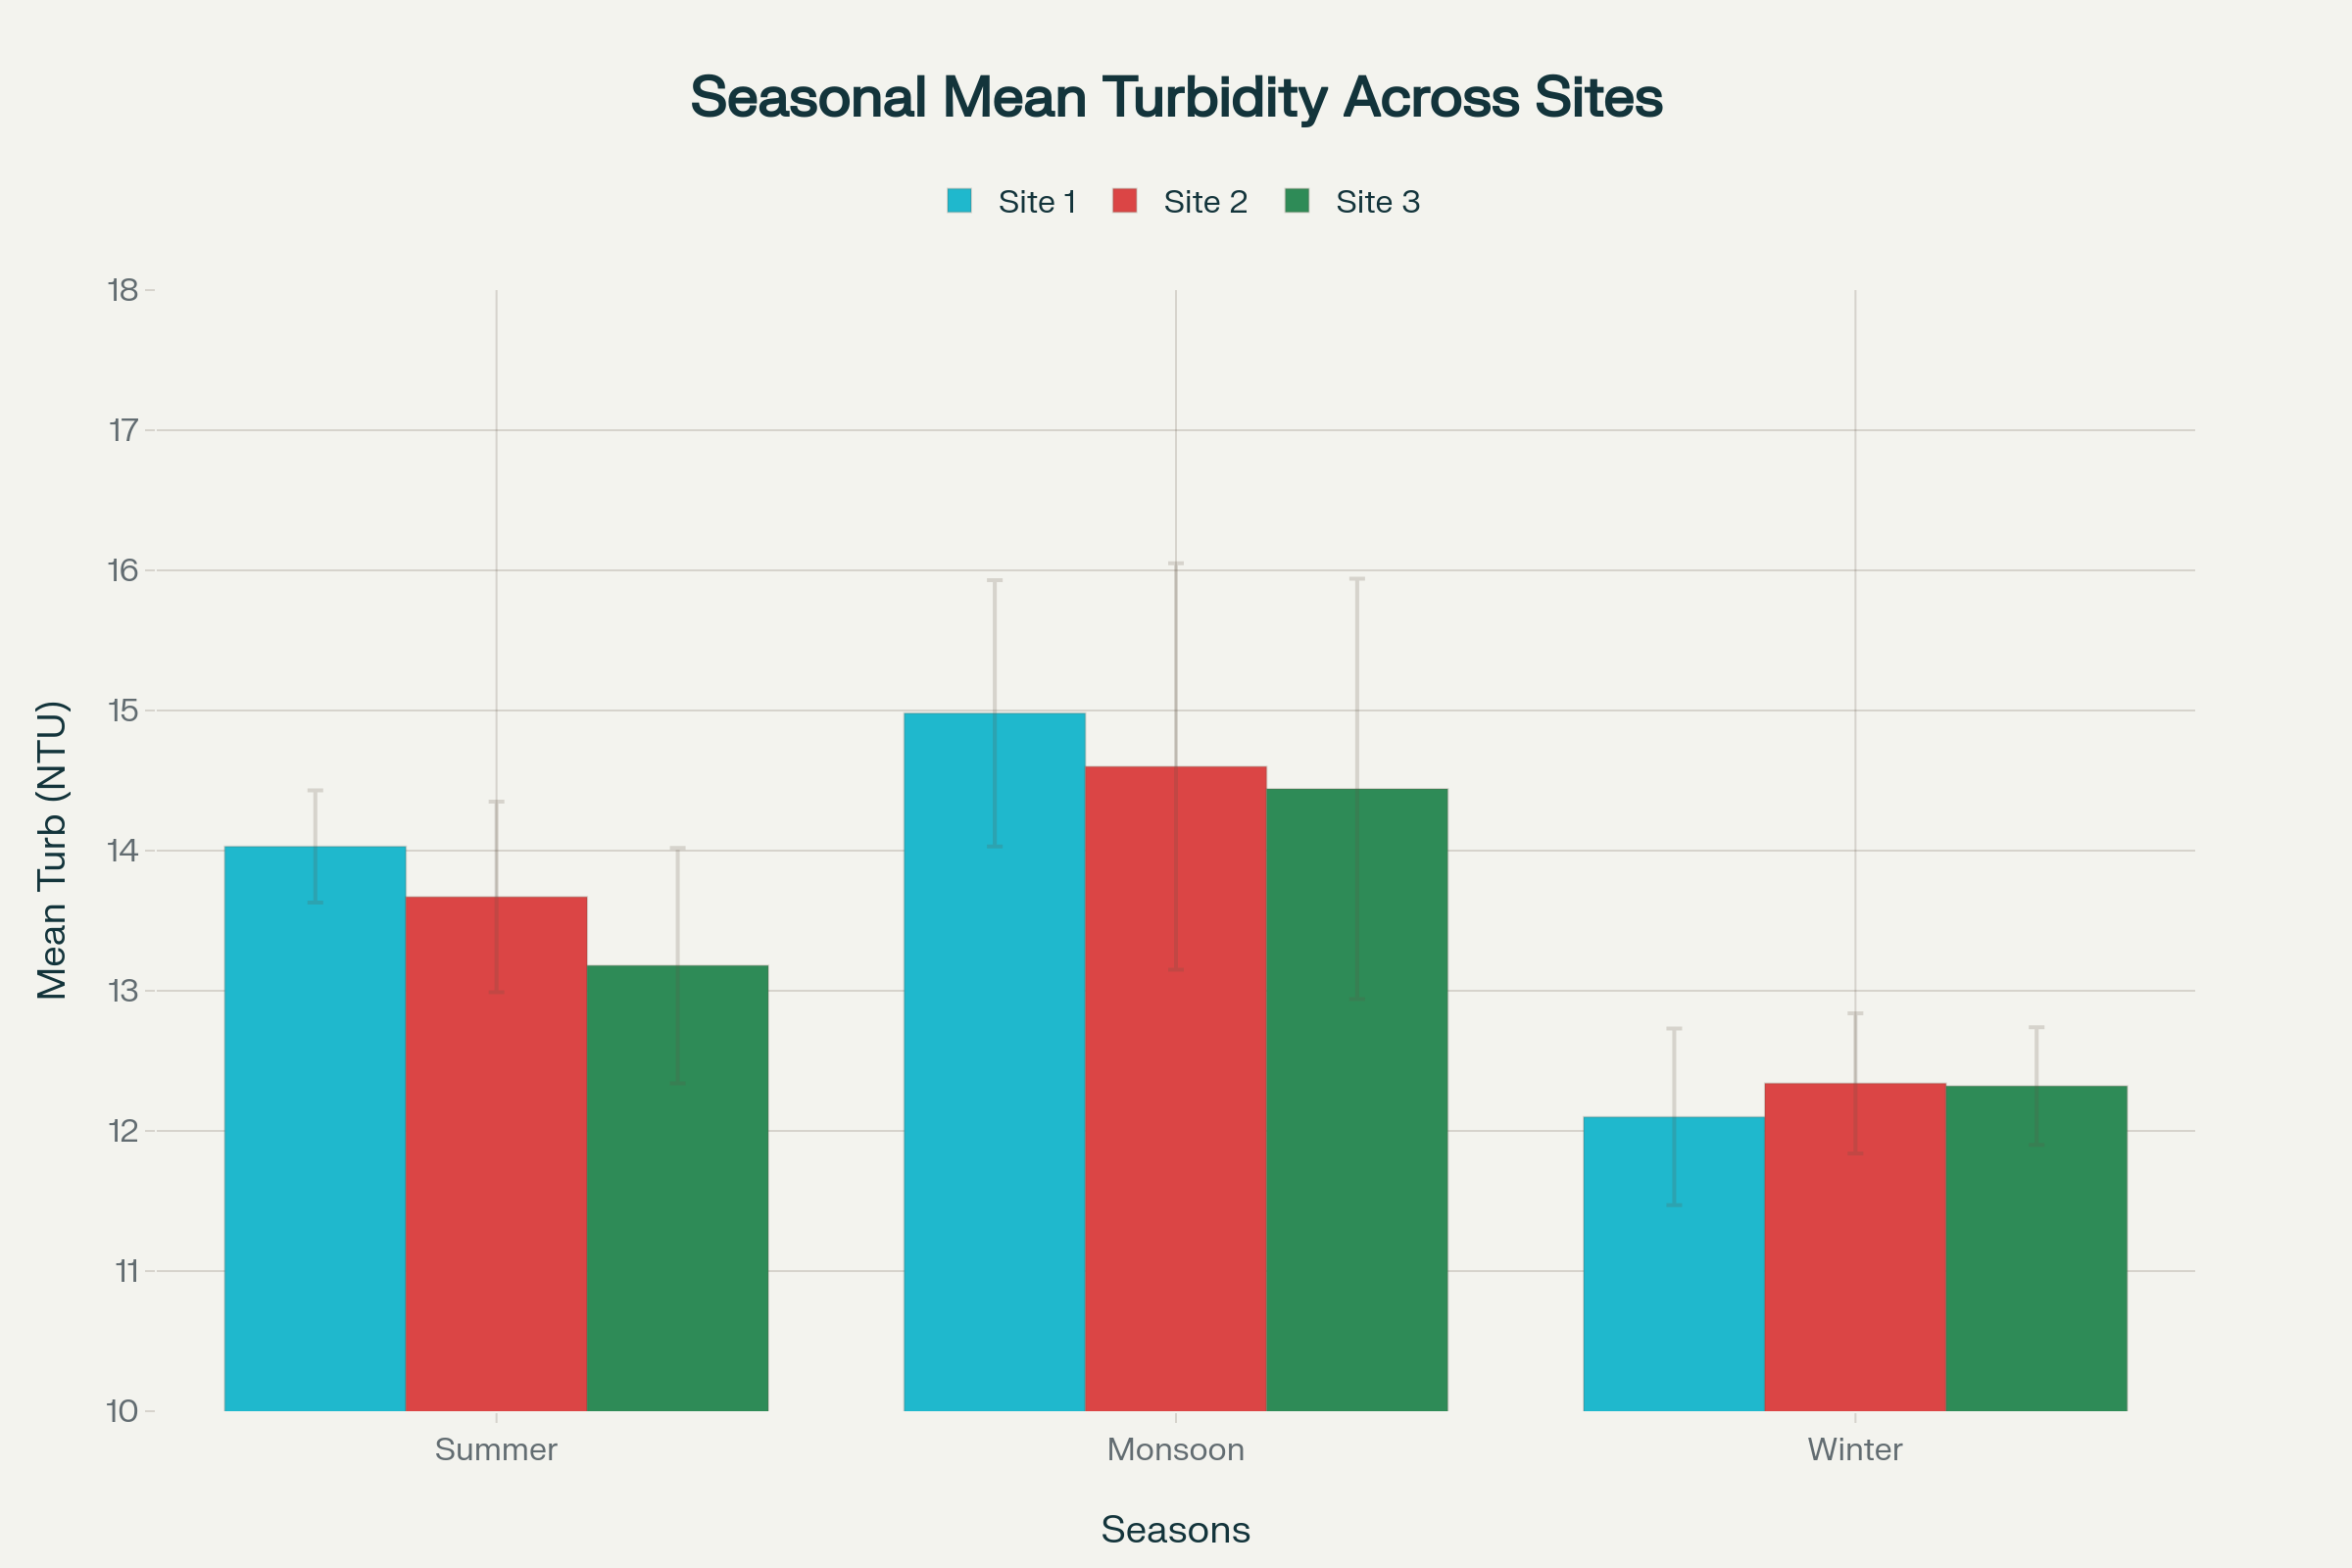 Seasonal Mean Turbidity Across Sites
Site 1 Site 2 Site 3
18
17
16
15
14
13
12
11
10
Mean Turb (NTU)
Summer Monsoon Winter
Seasons